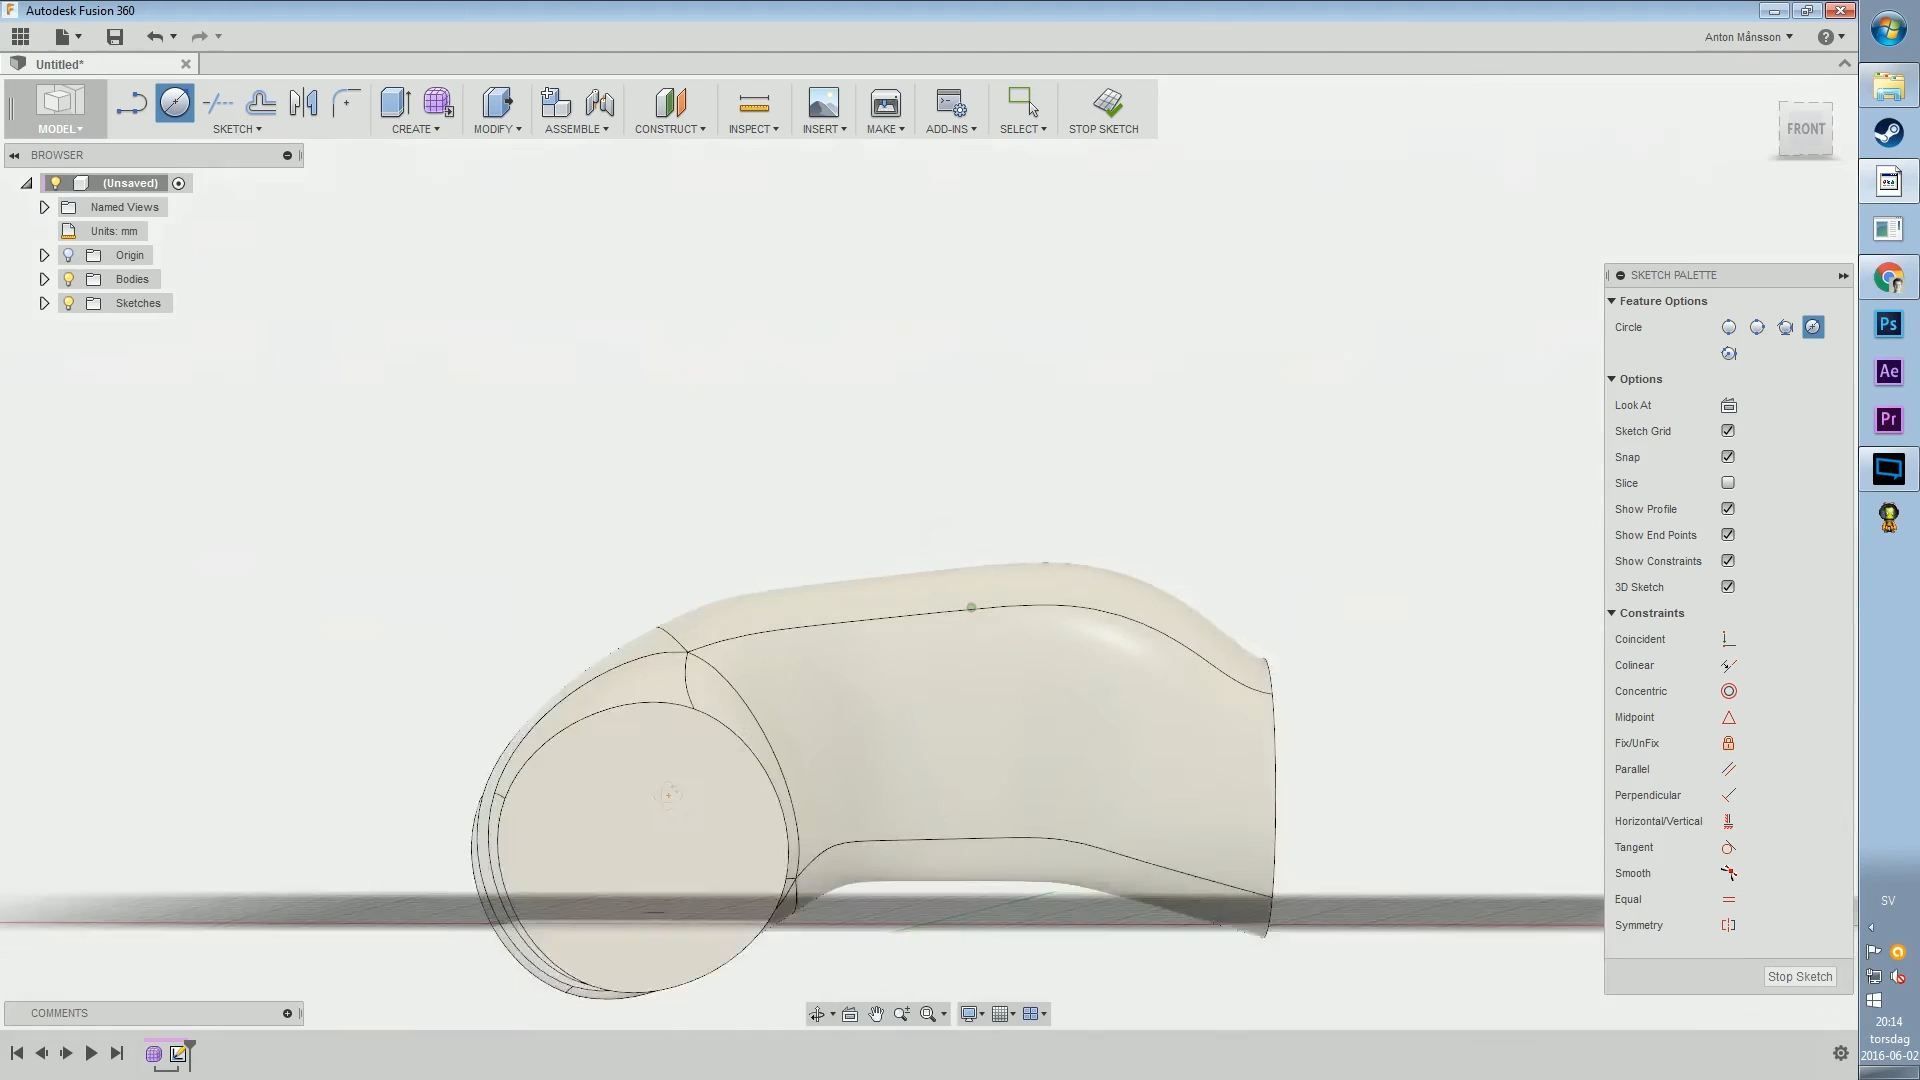 Autodesk Fusion 360
Anton Månsson
Untitled*
MODEL
SKETCH
CREATE
MODIFY
ASSEMBLE
CONSTRUCT
INSPECT
INSERT
MAKE
ADD-INS
SELECT
STOP SKETCH
FRONT
BROWSER
(Unsaved)
Named Views
Units: mm
Origin
Bodies
Sketches
SKETCH PALETTE
Feature Options
Circle
Options
Look At
Sketch Grid
Snap
Slice
Show Profile
Show End Points
Show Constraints
3D Sketch
Constraints
Coincident
Colinear
Concentric
Midpoint
Fix/UnFix
Parallel
Perpendicular
Horizontal/Vertical
Tangent
Smooth
Equal
Symmetry
Stop Sketch
COMMENTS
Ps
Ae
Pr
SV
20:14
torsdag
2016-06-02